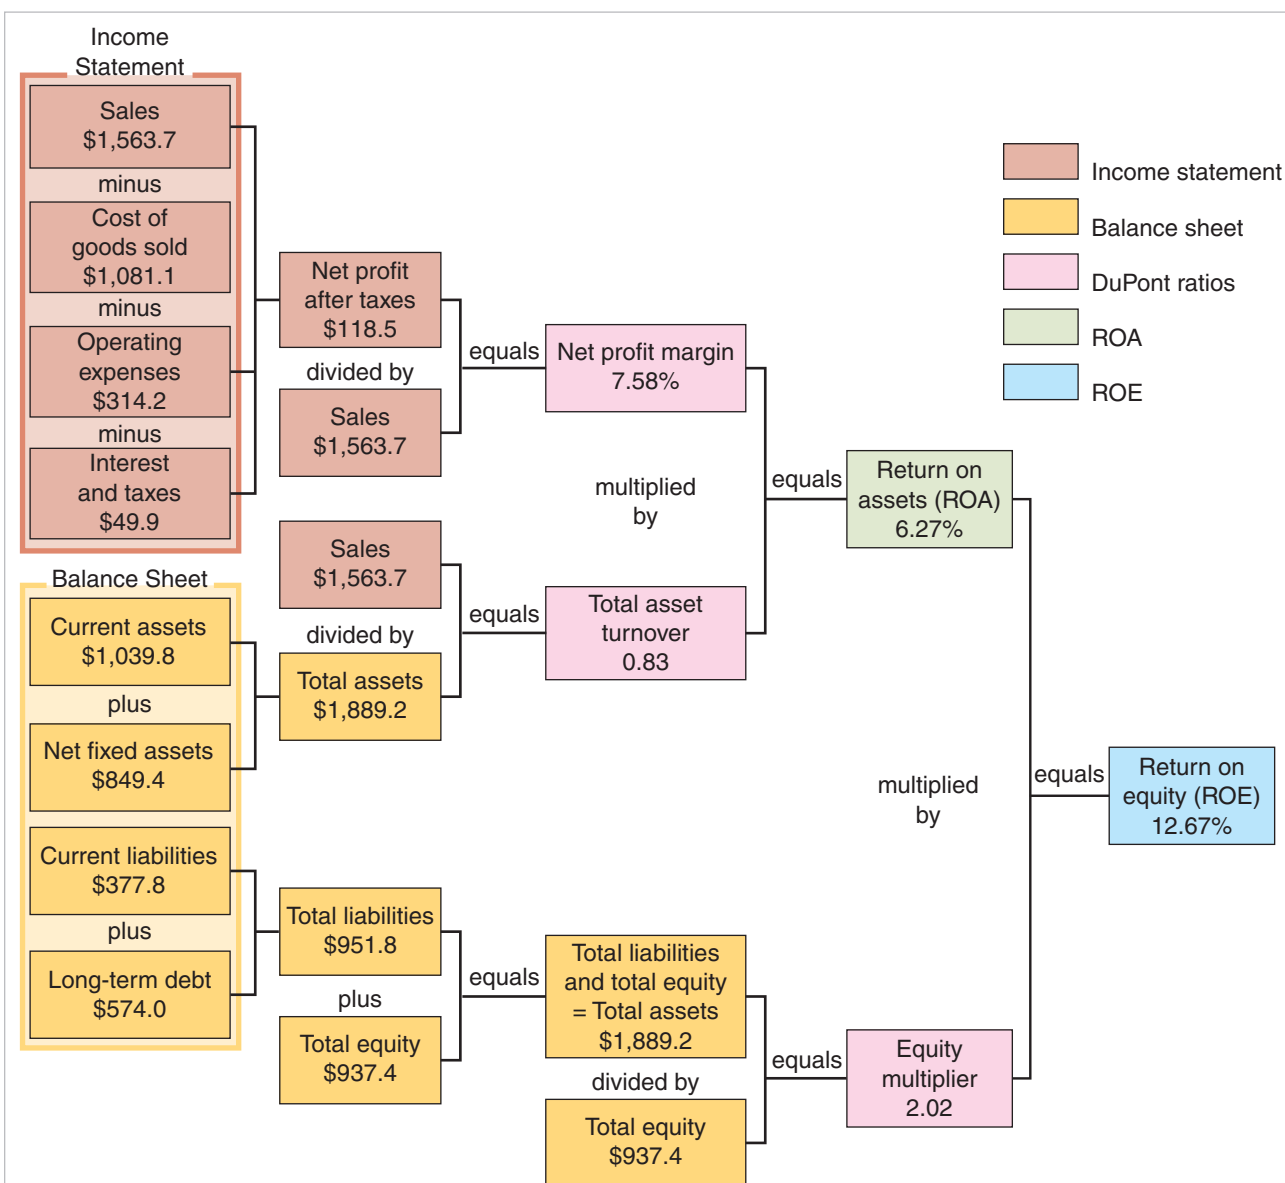 Income
Statement
Sales
$1,563.7
minus
Cost of
goods sold
$1,081.1
minus
Operating
expenses
$314.2
minus
Interest
and taxes
$49.9
Balance Sheet
Current assets
$1,039.8
plus
Net fixed assets
$849.4
Current liabilities
$377.8
plus
Long-term debt
$574.0
Net profit
after taxes
$118.5
divided by
Sales
$1,563.7
Sales
$1,563.7
divided by
Total assets
$1,889.2
Total liabilities
$951.8
plus
Total equity
$937.4
equals
Net profit margin
7.58%
multiplied
by
equals
Total asset
turnover
0.83
equals
Total liabilities
and total equity
= Total assets
$1,889.2
divided by
Total equity
$937.4
equals
Return on
assets (ROA)
6.27%
multiplied
by
equals
Equity
multiplier
2.02
equals
Return on
equity (ROE)
12.67%
Income statement
Balance sheet
DuPont ratios
ROA
ROE